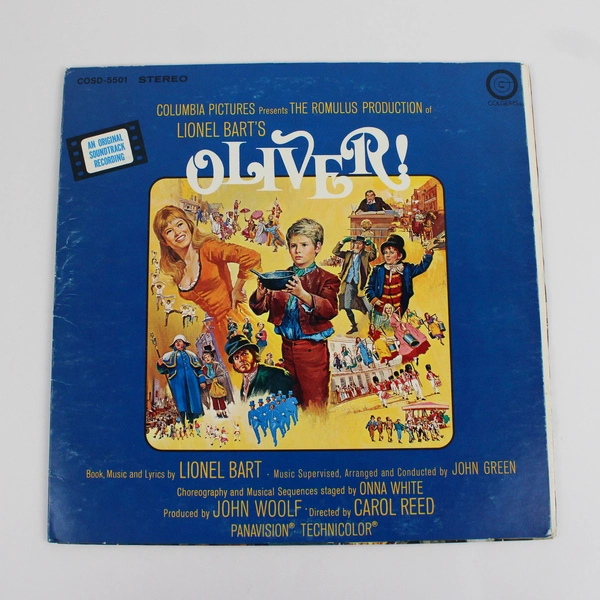 COSD-5501 STEREO
COLGEMS
COLUMBIA PICTURES Presents THE ROMULUS PRODUCTION of
LIONEL BART'S
OLIVER!
AN ORIGINAL
SOUNDTRACK
RECORDING
Book, Music and Lyrics by LIONEL BART · Music Supervised, Arranged and Conducted by JOHN GREEN
Choreography and Musical Sequences staged by ONNA WHITE
Produced by JOHN WOOLF · Directed by CAROL REED
PANAVISION® TECHNICOLOR®